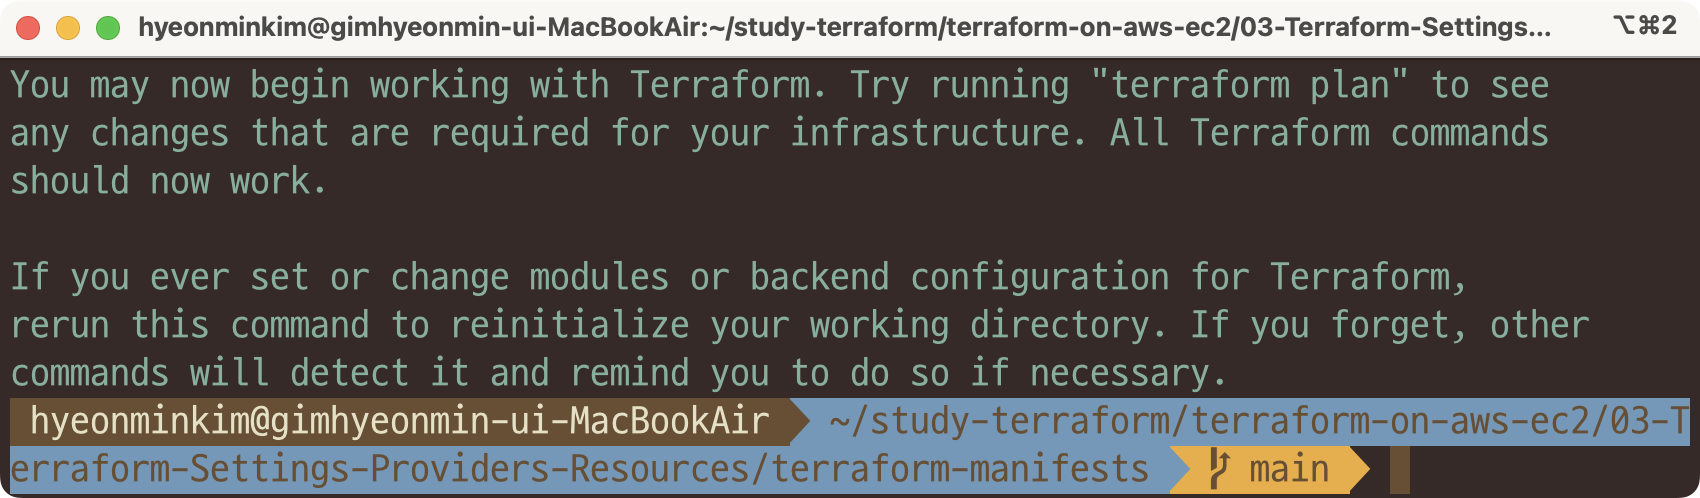 hyeonminkim@gimhyeonmin-ui-MacBookAir:~/study-terraform/terraform-on-aws-ec2/03-Terraform-Settings... ⌥⌘2
You may now begin working with Terraform. Try running "terraform plan" to see
any changes that are required for your infrastructure. All Terraform commands
should now work.
If you ever set or change modules or backend configuration for Terraform,
rerun this command to reinitialize your working directory. If you forget, other
commands will detect it and remind you to do so if necessary.
hyeonminkim@gimhyeonmin-ui-MacBookAir ~/study-terraform/terraform-on-aws-ec2/03-T
erraform-Settings-Providers-Resources/terraform-manifests main